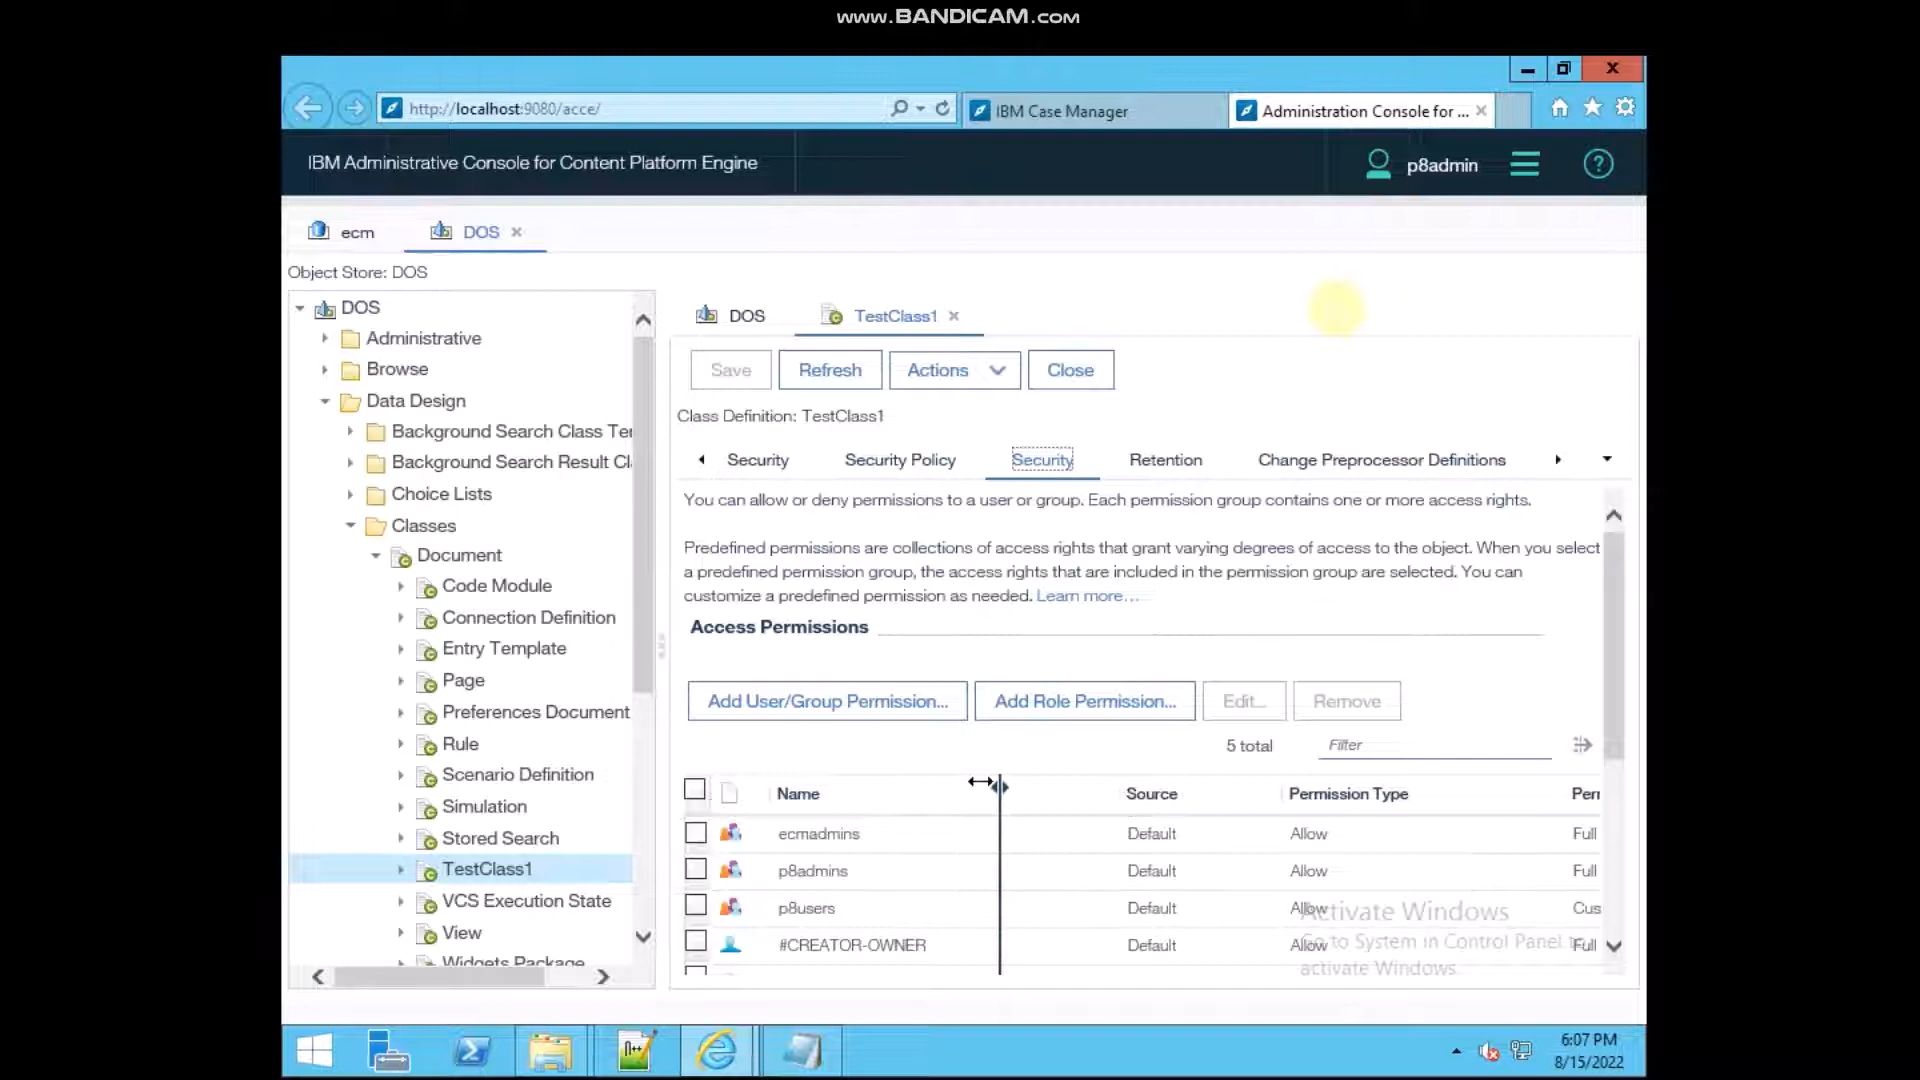 www.BANDICAM.com
http://localhost:9080/acce/
IBM Case Manager
Administration Console for ...
IBM Administrative Console for Content Platform Engine
p8admin
ecm
DOS
Object Store: DOS
DOS
Administrative
Browse
Data Design
Background Search Class Ter
Background Search Result Cl
Choice Lists
Classes
Document
Code Module
Connection Definition
Entry Template
Page
Preferences Document
Rule
Scenario Definition
Simulation
Stored Search
TestClass1
VCS Execution State
View
Widgets Package
DOS
TestClass1
Save
Refresh
Actions
Close
Class Definition: TestClass1
Security
Security Policy
Security
Retention
Change Preprocessor Definitions
You can allow or deny permissions to a user or group. Each permission group contains one or more access rights.
Predefined permissions are collections of access rights that grant varying degrees of access to the object. When you select
a predefined permission group, the access rights that are included in the permission group are selected. You can
customize a predefined permission as needed. Learn more...
Access Permissions
Add User/Group Permission...
Add Role Permission...
Edit...
Remove
5 total
Filter
Name Source Permission Type Perr
ecmadmins Default Allow Full
p8admins Default Allow Full
p8users Default Allow Cus
#CREATOR-OWNER Default Allow Full
Activate Windows
Go to System in Control Panel to
activate Windows.
6:07 PM
8/15/2022